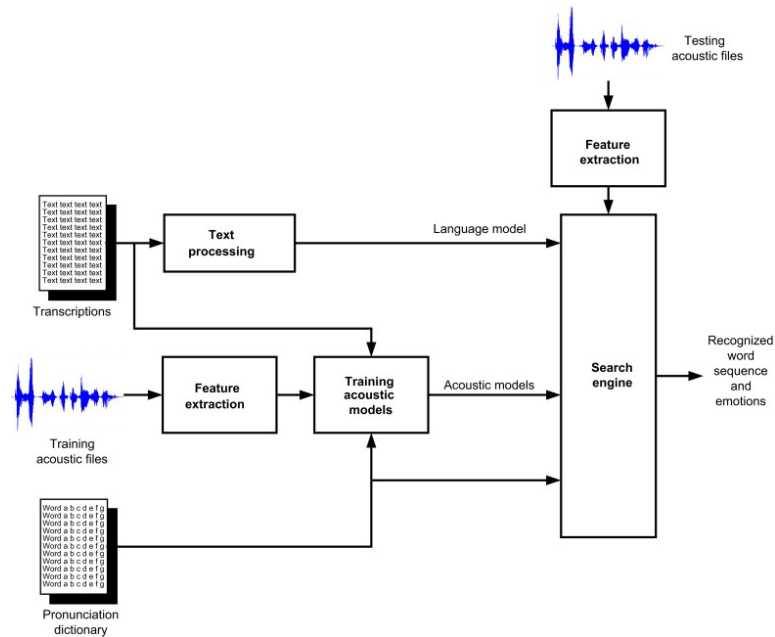 Testing
acoustic files
Feature
extraction
Text text text text
Text text text text
Text text text text
Text text text text
Text text text text
Text text text text
Text text text text
Text text text text
Text text text text
Text text text text
Text text text text
Transcriptions
Text
processing
Language model
Training
acoustic files
Feature
extraction
Training
acoustic
models
Acoustic models
Search
engine
Recognized
word
sequence
and
emotions
Word a b c d e f g
Word a b c d e f g
Word a b c d e f g
Word a b c d e f g
Word a b c d e f g
Word a b c d e f g
Word a b c d e f g
Word a b c d e f g
Word a b c d e f g
Word a b c d e f g
Word a b c d e f g
Pronunciation
dictionary